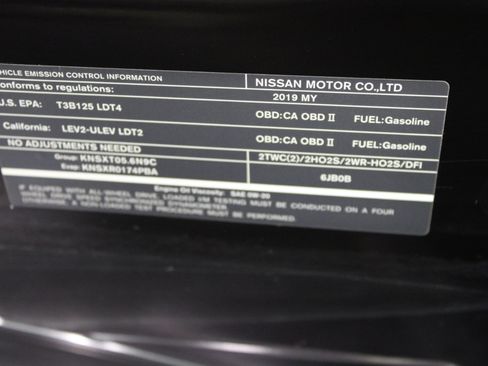 VEHICLE EMISSION CONTROL INFORMATION
NISSAN MOTOR CO.,LTD
onforms to regulations:
2019 MY
U.S. EPA: T3B125 LDT4
OBD:CA OBD II FUEL:Gasoline
California: LEV2-ULEV LDT2
OBD:CA OBD II FUEL:Gasoline
NO ADJUSTMENTS NEEDED
Group: KNSXT05.6N9C
2TWC(2)/2HO2S/2WR-HO2S/DFI
Evap: KNSXR0174PBA
6JB0B
Engine Oil Viscosity: SAE 0W-20
IF EQUIPPED WITH ALL-WHEEL DRIVE, LOADED I/M TESTING MUST BE CONDUCTED ON A FOUR
WHEEL DRIVE SPEED SYNCHRONIZED DYNAMOMETER
OTHERWISE, A NON-LOADED TEST PROCEDURE MUST BE PERFORMED.